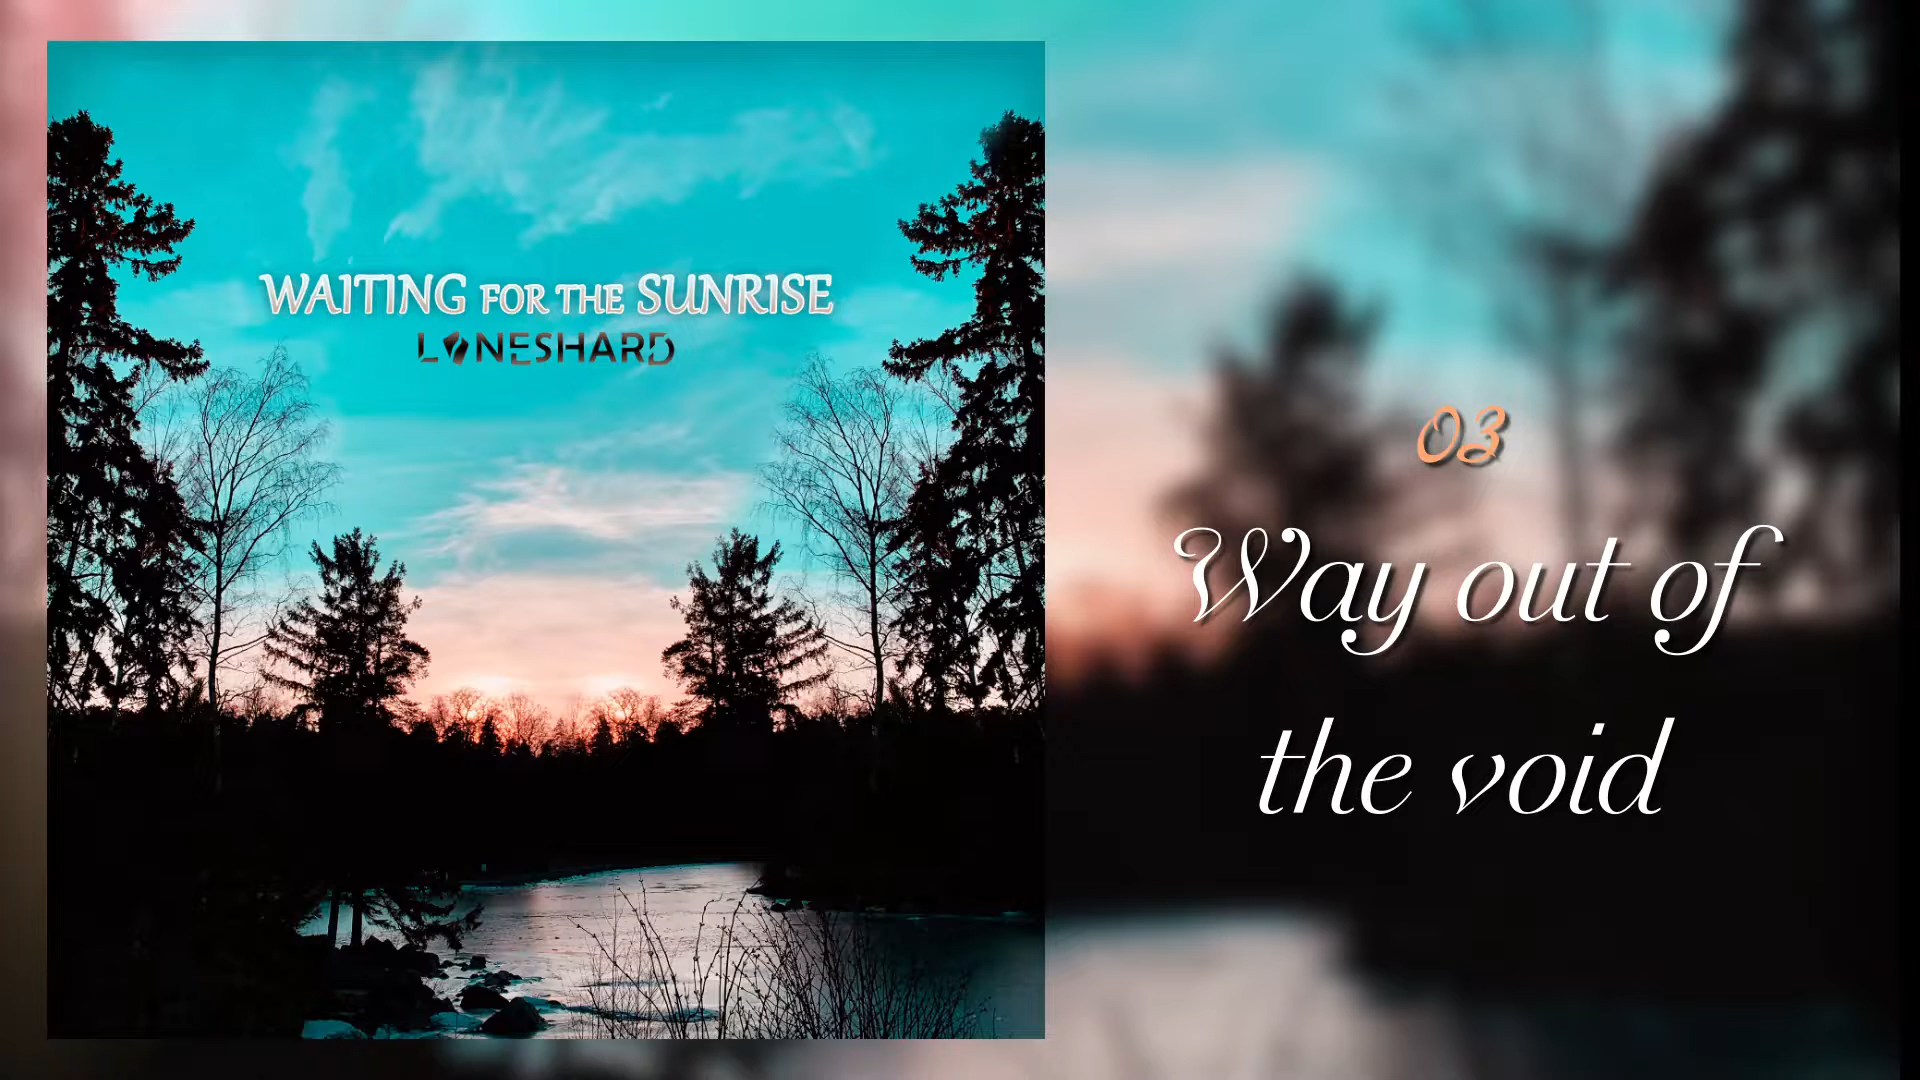 WAITING FOR THE SUNRISE
LONESHARD
03
Way out of
the void